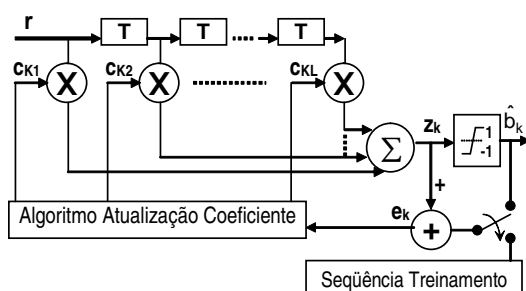 r
T T .... T
c_K1 X c_K2 X ........ c_KL X
Σ z_k 1 -1 b̂_k
+
Algoritmo Atualização Coeficiente e_k +
Seqüência Treinamento